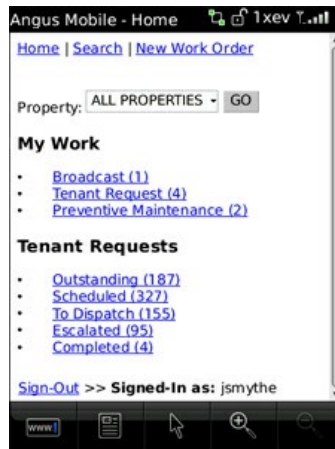 Angus Mobile - Home 1xev
Home | Search | New Work Order
Property: ALL PROPERTIES GO
My Work
• Broadcast (1)
• Tenant Request (4)
• Preventive Maintenance (2)
Tenant Requests
• Outstanding (187)
• Scheduled (327)
• To Dispatch (155)
• Escalated (95)
• Completed (4)
Sign-Out >> Signed-In as: jsmythe
www